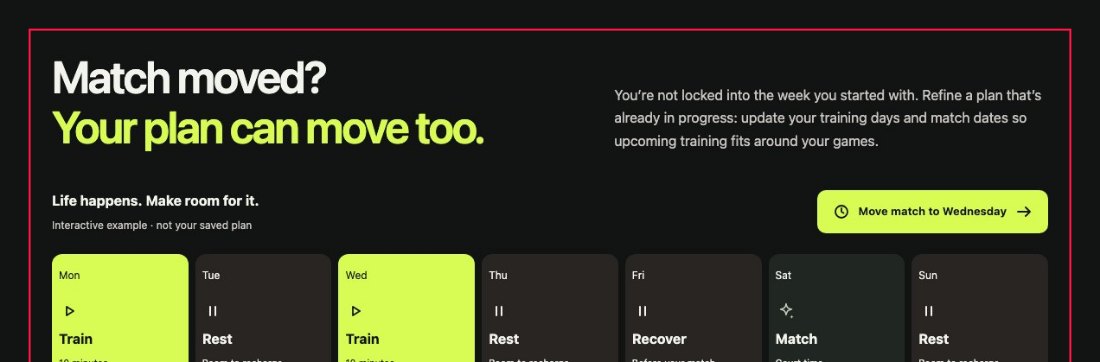 Match moved?
Your plan can move too.
You're not locked into the week you started with. Refine a plan that's
already in progress: update your training days and match dates so
upcoming training fits around your games.
Life happens. Make room for it.
Interactive example · not your saved plan
Move match to Wednesday
Mon
Tue
Wed
Thu
Fri
Sat
Sun
Train
Rest
Train
Rest
Recover
Match
Rest